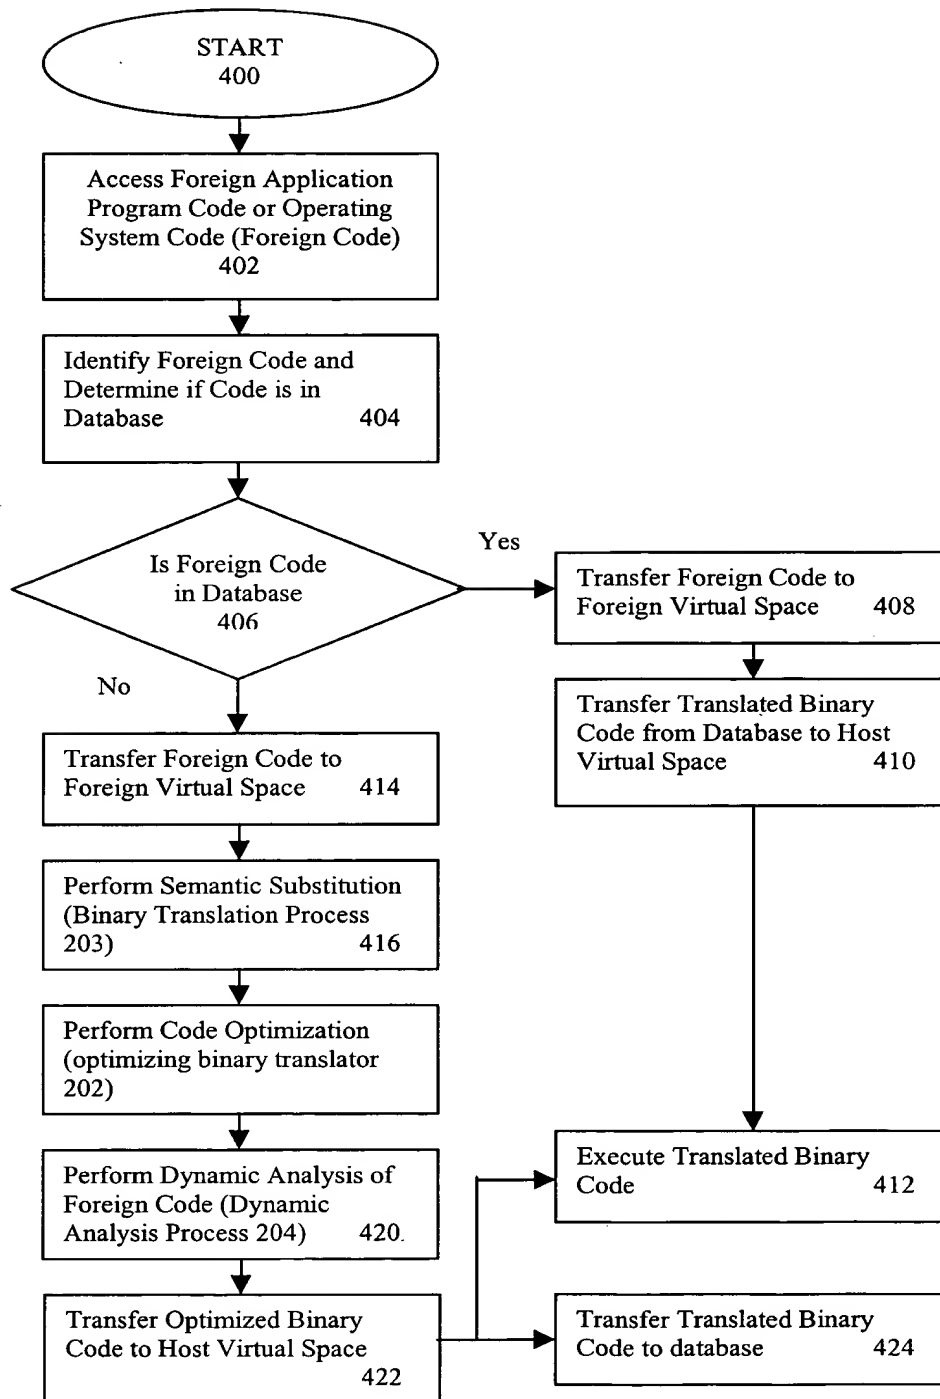 START
400
Access Foreign Application
Program Code or Operating
System Code (Foreign Code)
402
Identify Foreign Code and
Determine if Code is in
Database 404
Is Foreign Code
in Database
406
Yes
No
Transfer Foreign Code to
Foreign Virtual Space 408
Transfer Translated Binary
Code from Database to Host
Virtual Space 410
Transfer Foreign Code to
Foreign Virtual Space 414
Perform Semantic Substitution
(Binary Translation Process
203) 416
Perform Code Optimization
(optimizing binary translator
202)
Perform Dynamic Analysis of
Foreign Code (Dynamic
Analysis Process 204) 420
Execute Translated Binary
Code 412
Transfer Optimized Binary
Code to Host Virtual Space
422
Transfer Translated Binary
Code to database 424